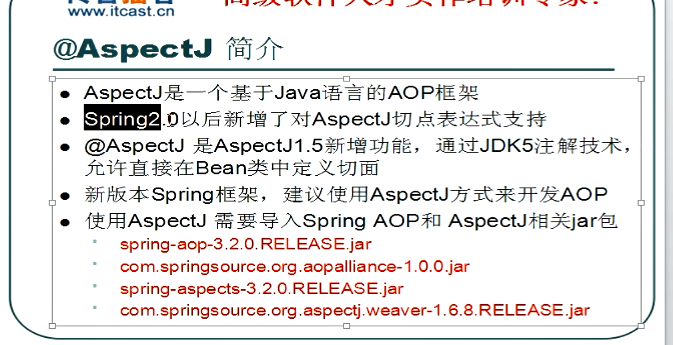 www.itcast.cn
@AspectJ 简介
AspectJ是一个基于Java语言的AOP框架
Spring2.0以后新增了对AspectJ切点表达式支持
@AspectJ 是AspectJ1.5新增功能，通过JDK5注解技术，
允许直接在Bean类中定义切面
新版本Spring框架，建议使用AspectJ方式来开发AOP
使用AspectJ 需要导入Spring AOP和 AspectJ相关jar包
spring-aop-3.2.0.RELEASE.jar
com.springsource.org.aopalliance-1.0.0.jar
spring-aspects-3.2.0.RELEASE.jar
com.springsource.org.aspectj.weaver-1.6.8.RELEASE.jar